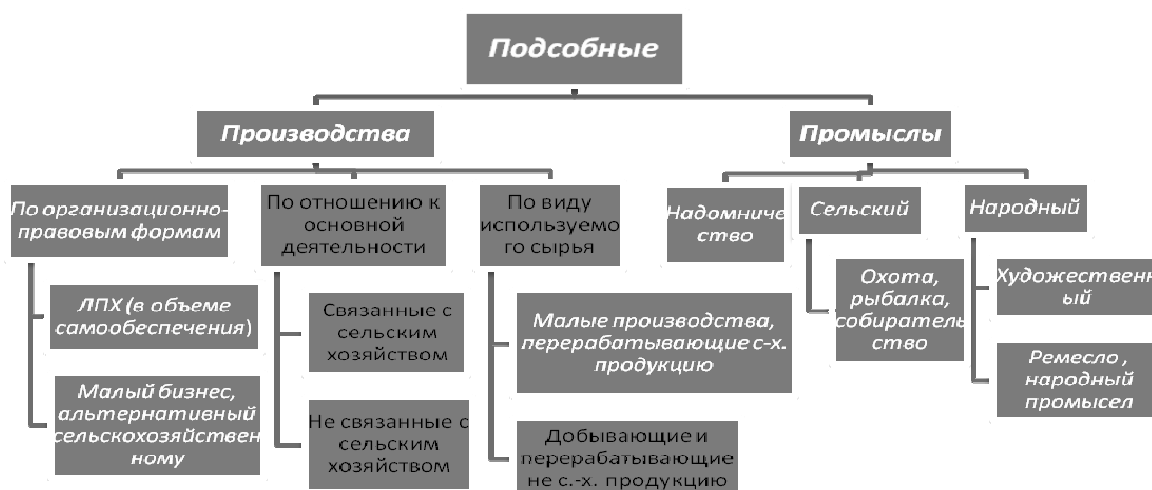 Подсобные
Производства
Промыслы
По организационно-
правовым формам
По отношению к
основной
деятельности
По виду
используемо
го сырья
Надомниче
ство
Сельский
Народный
ЛПХ (в объеме
самообеспечения)
Малый бизнес,
альтернативный
сельскохозяйствен
ному
Связанные с
сельским
хозяйством
Не связанные с
сельским
хозяйством
Малые производства,
перерабатывающие с-х.
продукцию
Добывающие и
перерабатывающие
не с.-х. продукцию
Охота,
рыбалка,
собиратель
ство
Художественн
ый
Ремесло ,
народный
промысел